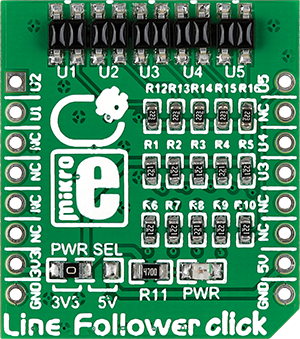 U1 U2 U3 U4 U5
R12 R13 R14 R15 R16
U2
U1
NC
NC
NC
NC
3V3
GND
U5
NC
U4
U3
NC
NC
5V
GND
mikro
e
R1 R2 R3 R4 R5
R6 R7 R8 R9 R10
PWR SEL
0
4700
3V3 5V R11 PWR
Line Follower click